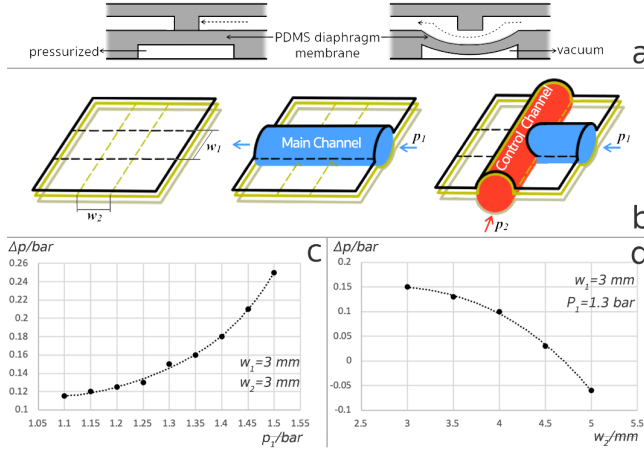 PDMS diaphragm
membrane
pressurized
vacuum
a
w1
w2
Main Channel
p1
Control Channel
p1
p2
b
Δp/bar
c
0.26
0.24
0.22
0.2
0.18
0.16
0.14
0.12
0.1
w1=3 mm
w2=3 mm
1.05 1.1 1.15 1.2 1.25 1.3 1.35 1.4 1.45 1.5 1.55
p1/bar
Δp/bar
d
0.2
0.15
0.1
0.05
0
-0.05
-0.1
w1=3 mm
P1=1.3 bar
2.5 3 3.5 4 4.5 5 5.5
w2/mm